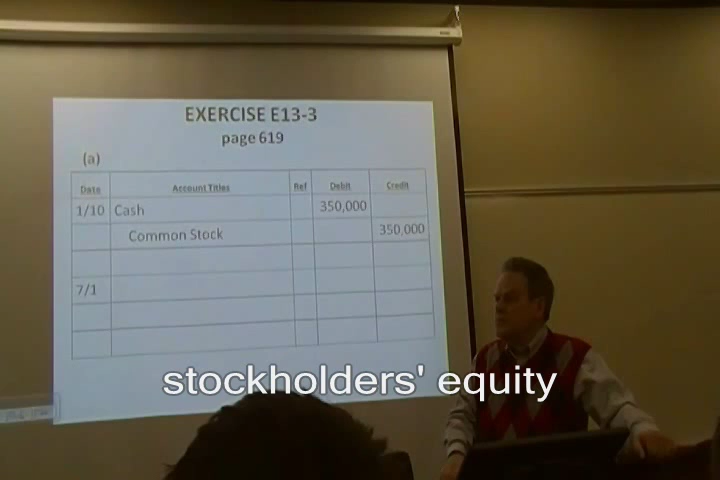 EXERCISE E13-3
page 619
(a)
Date Account Titles Ref Debit Credit
1/10 Cash 350,000
Common Stock 350,000
7/1
stockholders' equity